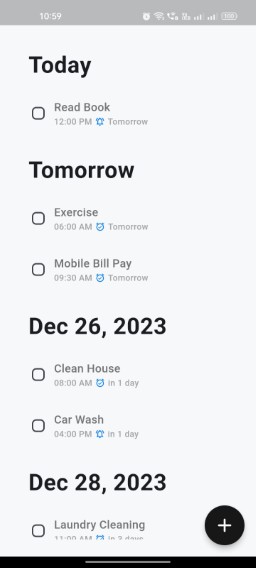 10:59
Today
Read Book
12:00 PM Tomorrow
Tomorrow
Exercise
06:00 AM Tomorrow
Mobile Bill Pay
09:30 AM Tomorrow
Dec 26, 2023
Clean House
08:00 AM in 1 day
Car Wash
04:00 PM in 1 day
Dec 28, 2023
Laundry Cleaning
11:00 AM in 3 days